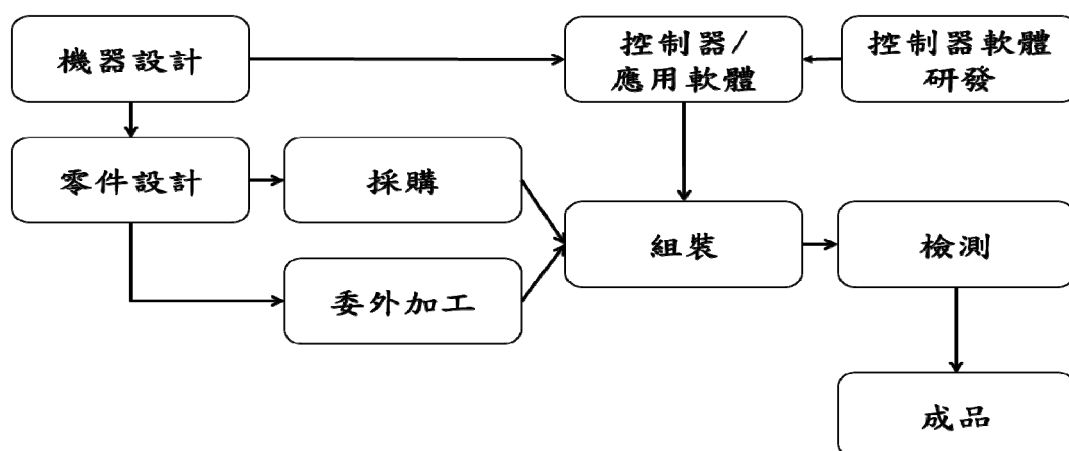 機器設計
控制器/
應用軟體
控制器軟體
研發
零件設計
採購
組裝
檢測
委外加工
成品